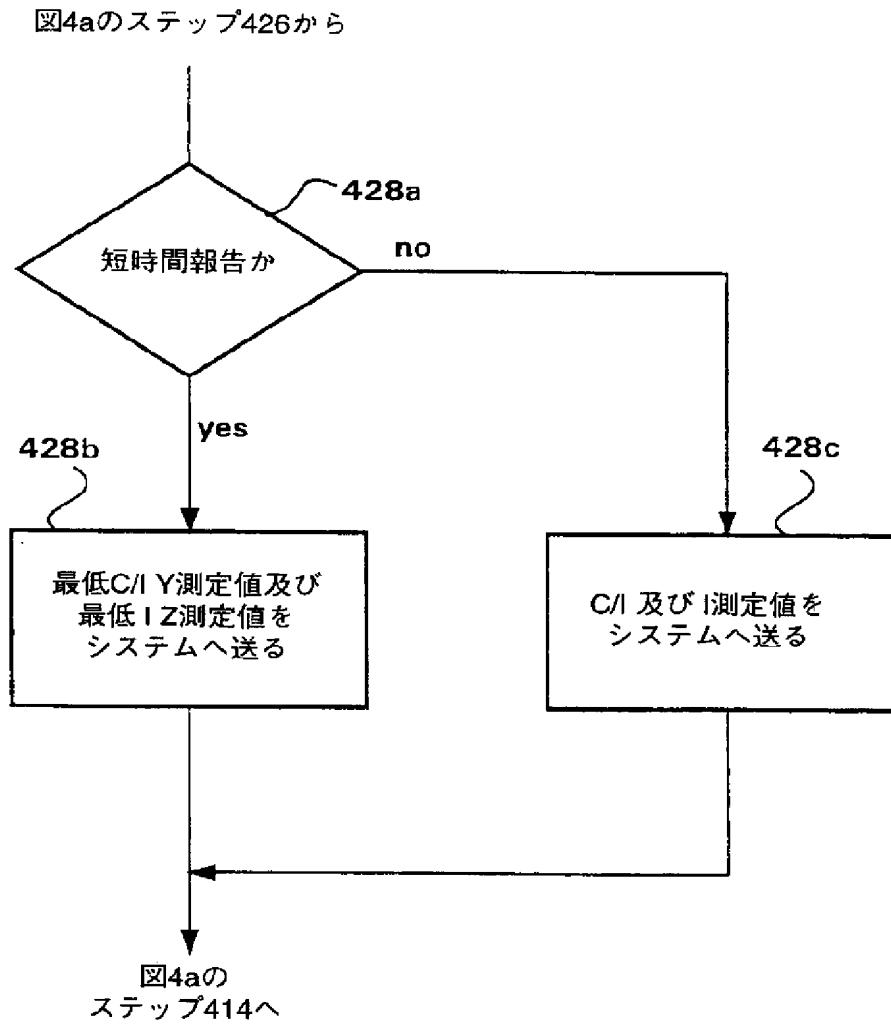 図4aのステップ426から
428a
短時間報告か
no
yes
428b
428c
最低C/I Y測定値及び
最低 I Z測定値を
システムへ送る
C/I 及び I測定値を
システムへ送る
図4aの
ステップ414へ